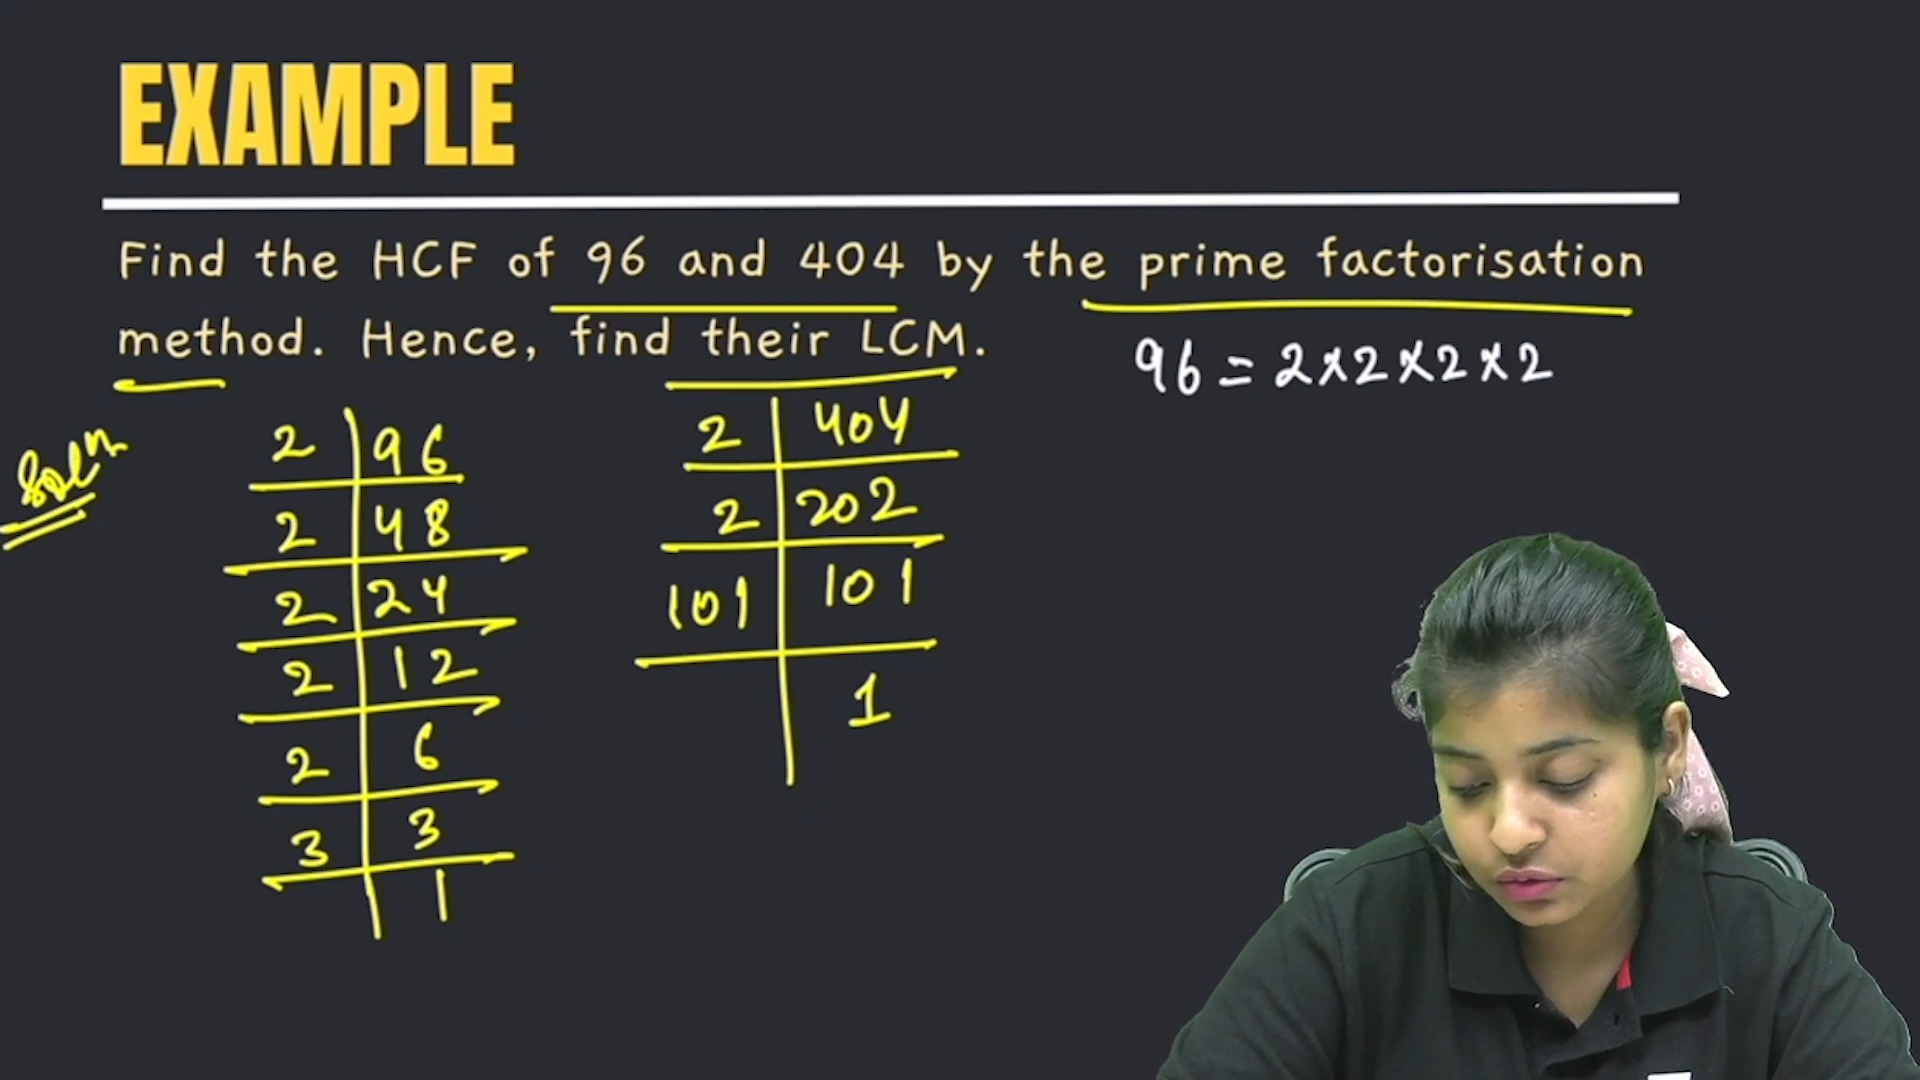 EXAMPLE
Find the HCF of 96 and 404 by the prime factorisation
method. Hence, find their LCM.
96 = 2×2×2×2
Solⁿ
2 | 96
2 | 48
2 | 24
2 | 12
2 | 6
3 | 3
1
2 | 404
2 | 202
101 | 101
1